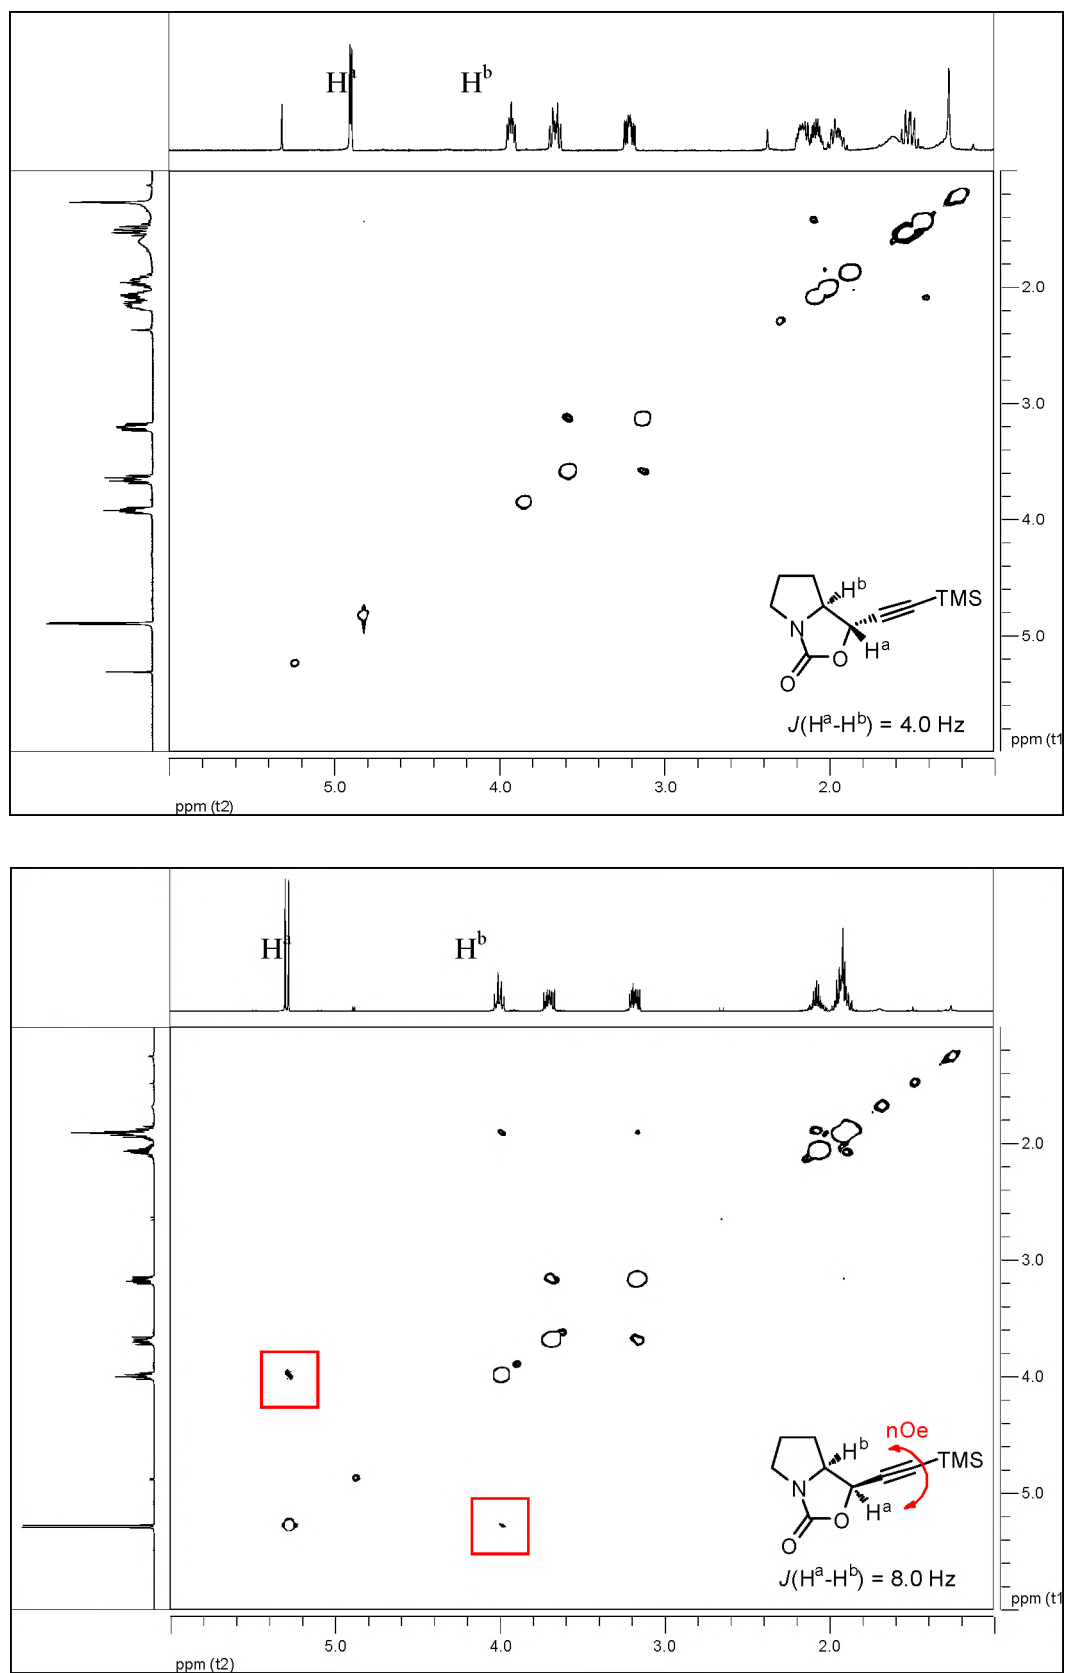 Hᵃ Hᵇ
2.0
3.0
4.0
Hᵇ
TMS
N
5.0
O
Hᵃ
O
J(Hᵃ-Hᵇ) = 4.0 Hz
ppm (t1
5.0 4.0 3.0 2.0
ppm (t2)
Hᵃ Hᵇ
2.0
3.0
4.0
nOe
Hᵇ
TMS
N
5.0
O
Hᵃ
O
J(Hᵃ-Hᵇ) = 8.0 Hz
ppm (t1
5.0 4.0 3.0 2.0
ppm (t2)